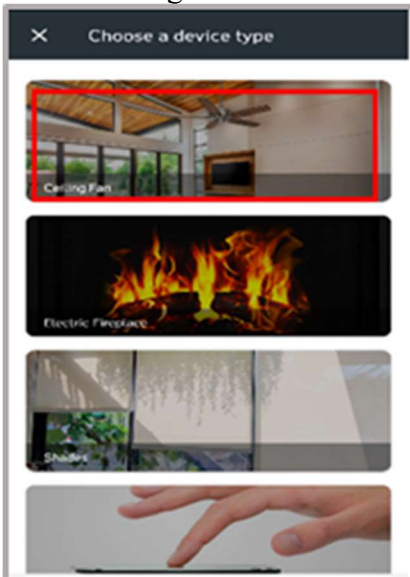 × Choose a device type
Ceiling Fan
Electric Fireplace
Shades